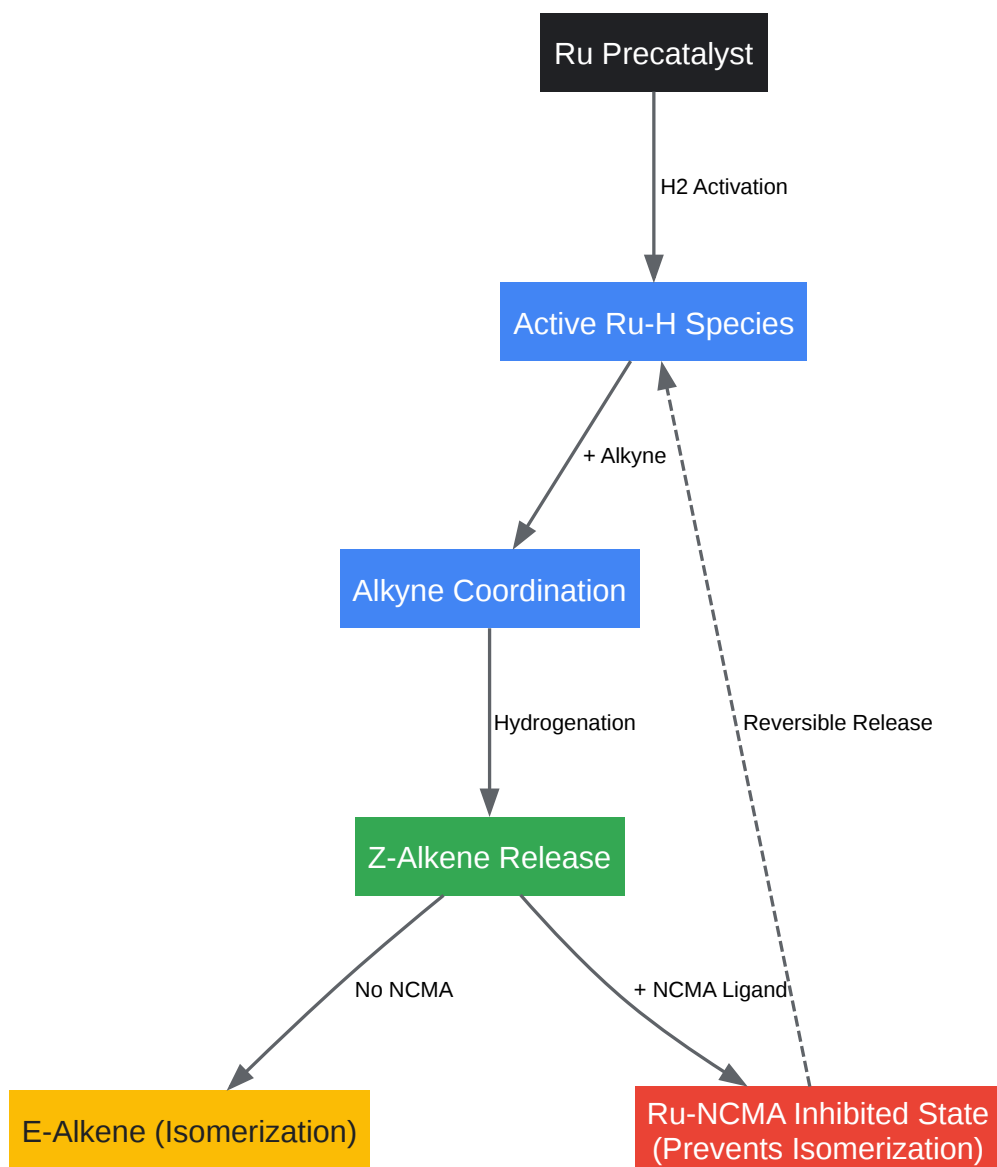 Ru Precatalyst
H2 Activation
Active Ru-H Species
+ Alkyne
Alkyne Coordination
Hydrogenation
Reversible Release
Z-Alkene Release
No NCMA
+ NCMA Ligand
E-Alkene (Isomerization)
Ru-NCMA Inhibited State
(Prevents Isomerization)